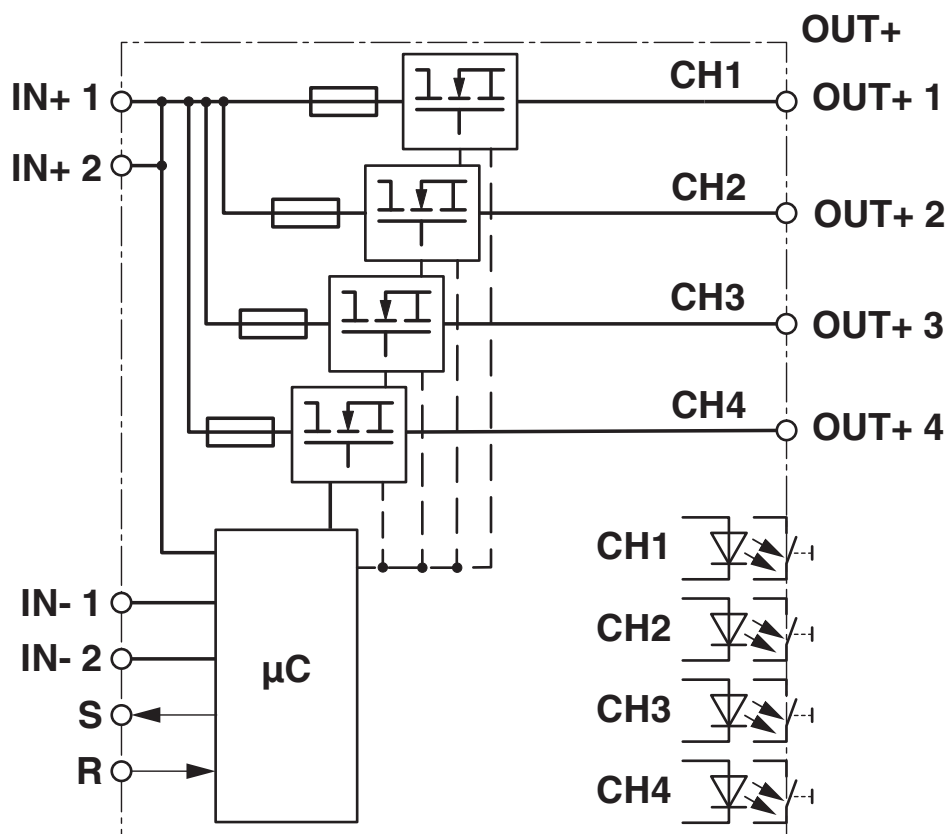 OUT+
IN+ 1
CH1
OUT+ 1
IN+ 2
CH2
OUT+ 2
CH3
OUT+ 3
CH4
OUT+ 4
CH1
IN- 1
CH2
IN- 2
µC
S
CH3
R
CH4